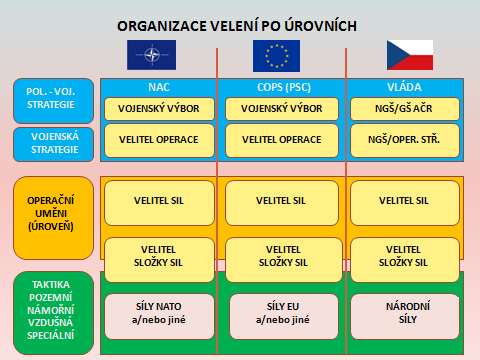 ORGANIZACE VELENÍ PO ÚROVNÍCH
POL. - VOJ.
STRATEGIE
NAC
COPS (PSC)
VLÁDA
VOJENSKÝ VÝBOR
VOJENSKÝ VÝBOR
NGŠ/GŠ AČR
VOJENSKÁ
STRATEGIE
VELITEL OPERACE
VELITEL OPERACE
NGŠ/OPER. STŘ.
OPERAČNÍ
UMĚNI
(ÚROVEŇ)
VELITEL SIL
VELITEL SIL
VELITEL SIL
VELITEL
SLOŽKY SIL
VELITEL
SLOŽKY SIL
VELITEL
SLOŽKY SIL
TAKTIKA
POZEMNÍ
NÁMOŘNÍ
VZDUŠNÁ
SPECIÁLNÍ
SÍLY NATO
a/nebo jiné
SÍLY EU
a/nebo jiné
NÁRODNÍ
SÍLY